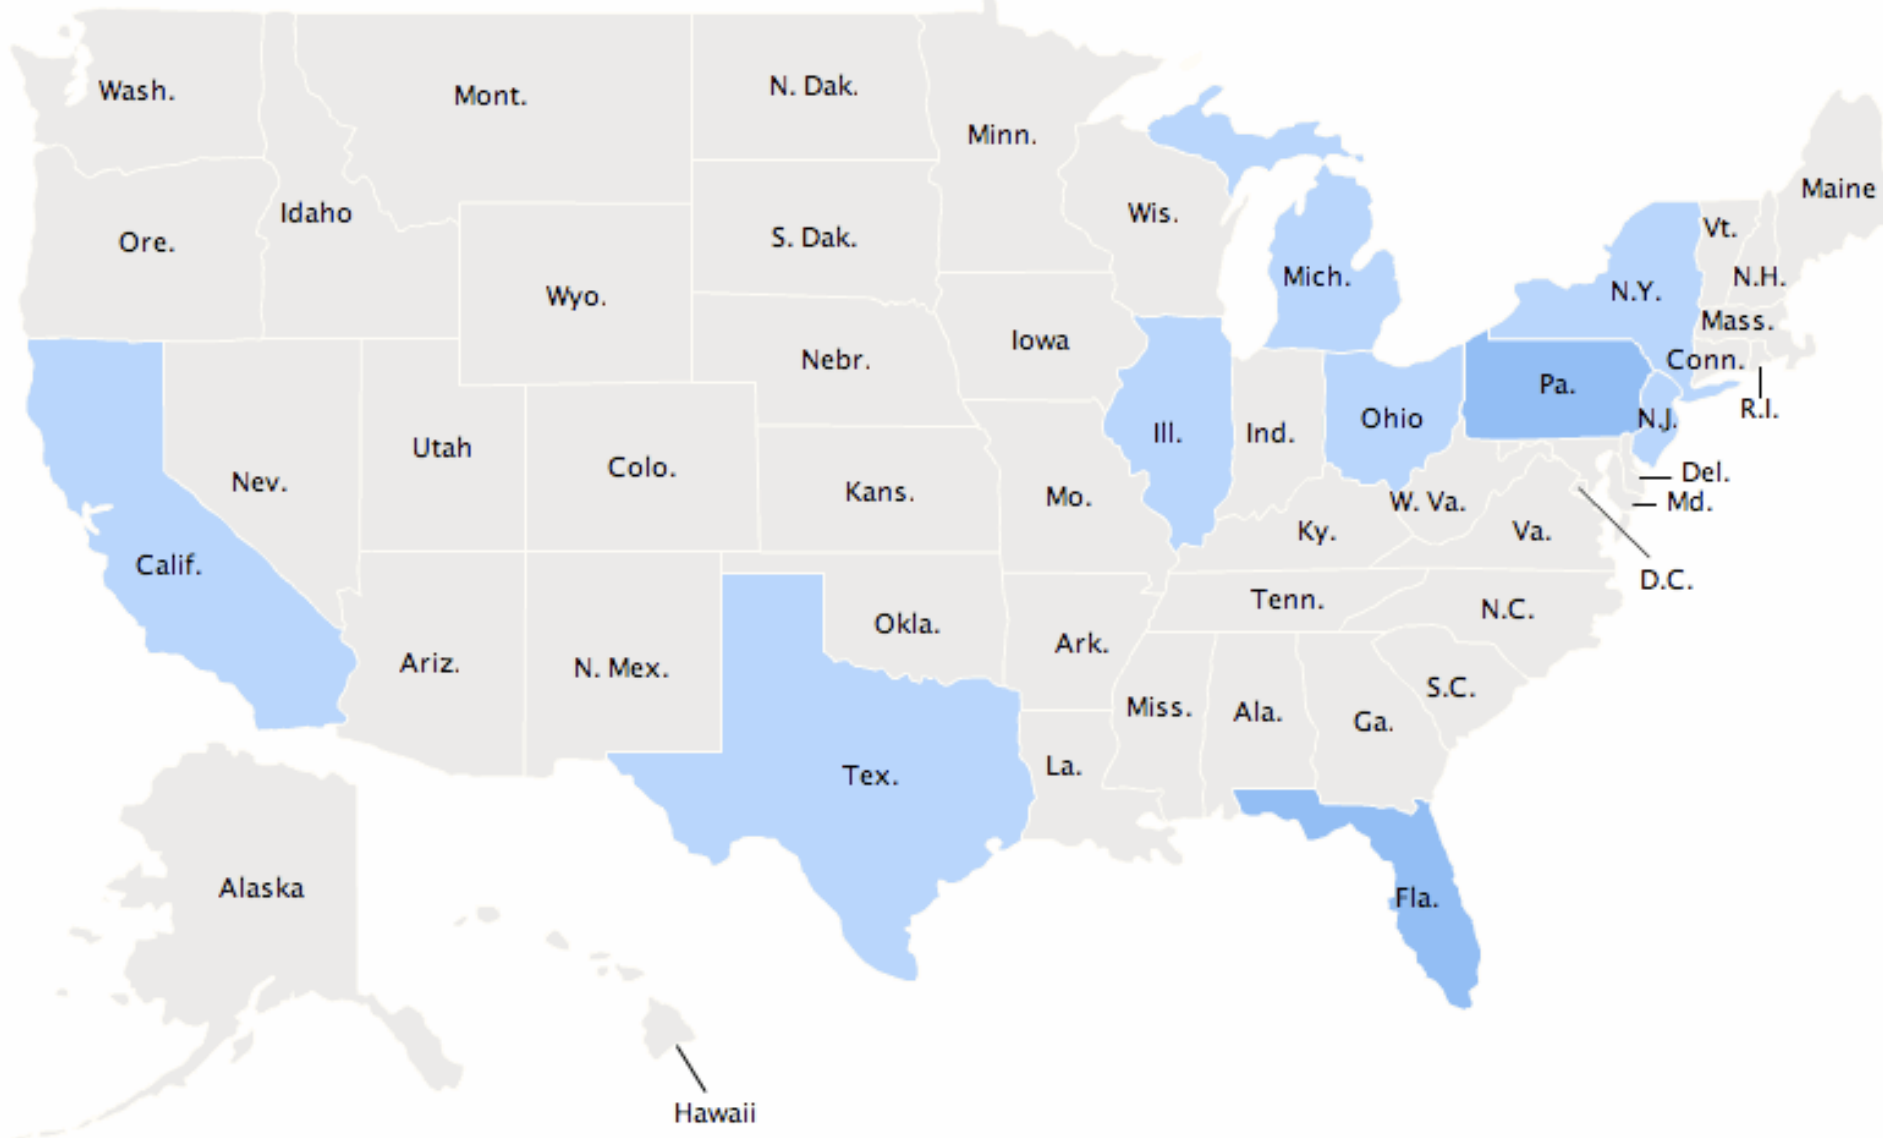 Wash.
Mont.
N. Dak.
Minn.
Maine
Idaho
Ore.
S. Dak.
Wis.
Vt.
Mich.
N.H.
Wyo.
N.Y.
Mass.
Iowa
Nebr.
Conn.
Pa.
R.I.
Ohio
N.J.
Ill.
Ind.
Utah
Colo.
Nev.
Kans.
Mo.
Del.
W. Va.
Md.
Ky.
Va.
Calif.
D.C.
Tenn.
N.C.
Okla.
Ark.
Ariz.
N. Mex.
S.C.
Miss.
Ala.
Ga.
La.
Tex.
Alaska
Fla.
Hawaii